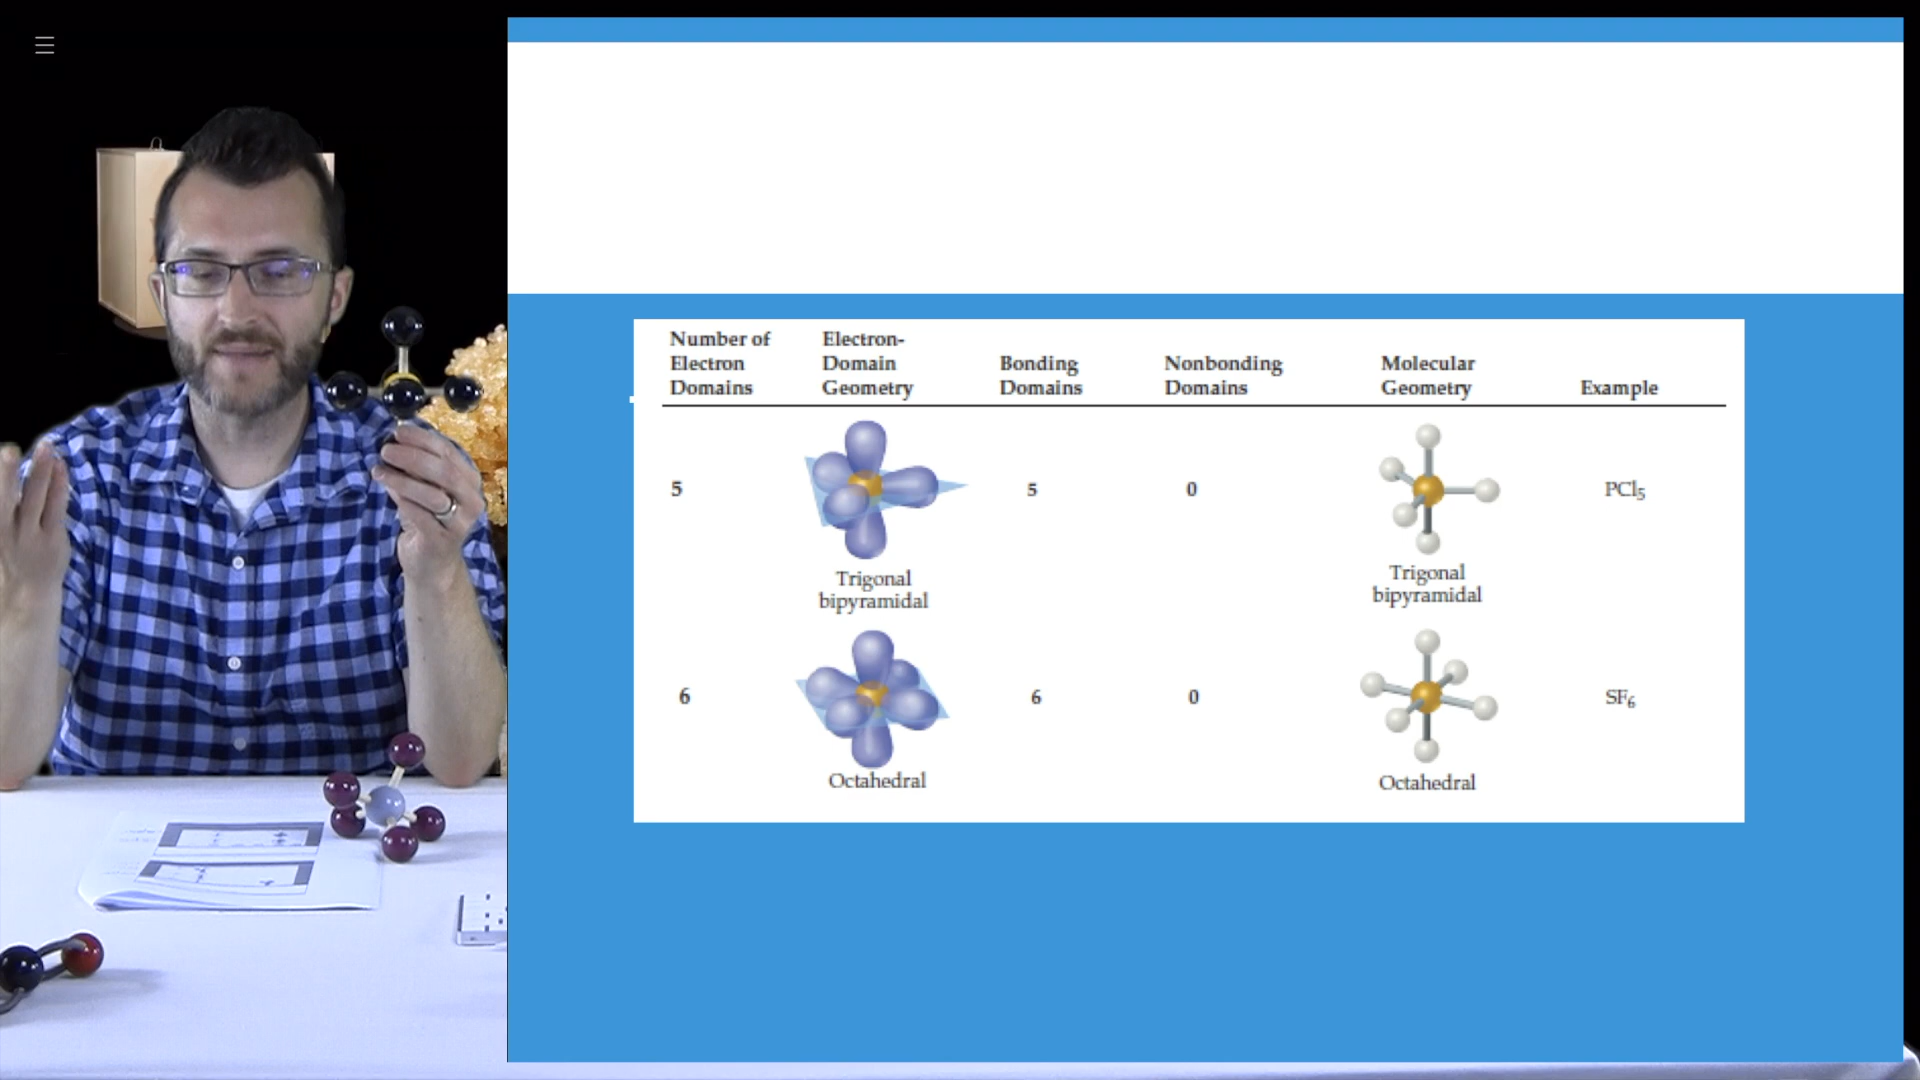 Number of
Electron
Domains
Electron-
Domain
Geometry
Bonding
Domains
Nonbonding
Domains
Molecular
Geometry
Example
5
5
0
PCl₅
Trigonal
bipyramidal
Trigonal
bipyramidal
6
6
0
SF₆
Octahedral
Octahedral